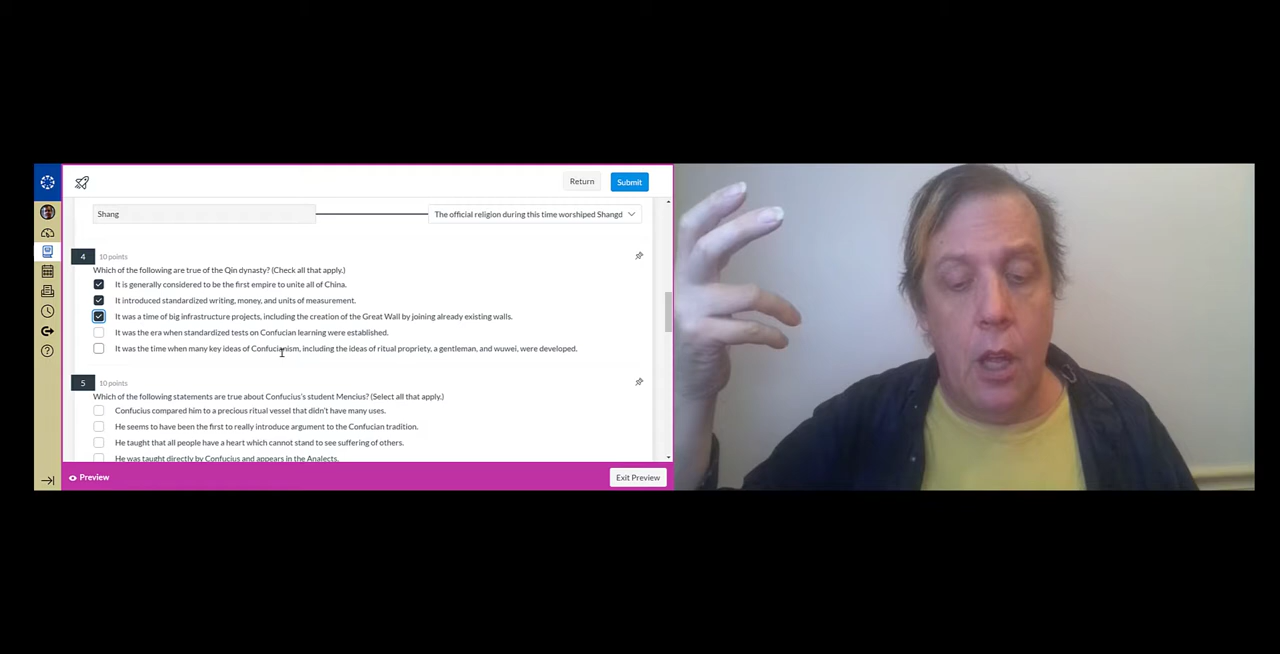 Return
Submit
Shang
The official religion during this time worshiped Shangd
4
10 points
Which of the following are true of the Qin dynasty? (Check all that apply.)
It is generally considered to be the first empire to unite all of China.
It introduced standardized writing, money, and units of measurement.
It was a time of big infrastructure projects, including the creation of the Great Wall by joining already existing walls.
It was the era when standardized tests on Confucian learning were established.
It was the time when many key ideas of Confucianism, including the ideas of ritual propriety, a gentleman, and wuwei, were developed.
5
10 points
Which of the following statements are true about Confucius's student Mencius? (Select all that apply.)
Confucius compared him to a precious ritual vessel that didn't have many uses.
He seems to have been the first to really introduce argument to the Confucian tradition.
He taught that all people have a heart which cannot stand to see suffering of others.
He was taught directly by Confucius and appears in the Analects.
Preview
Exit Preview